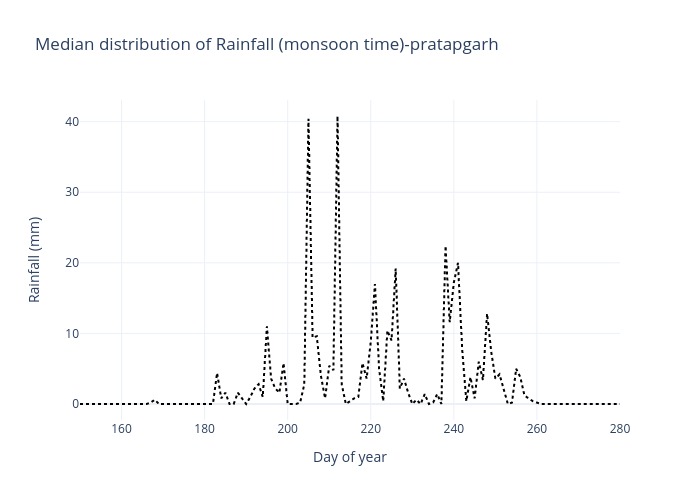 Median distribution of Rainfall (monsoon time)-pratapgarh
Rainfall (mm)
40
30
20
10
0
160 180 200 220 240 260 280
Day of year